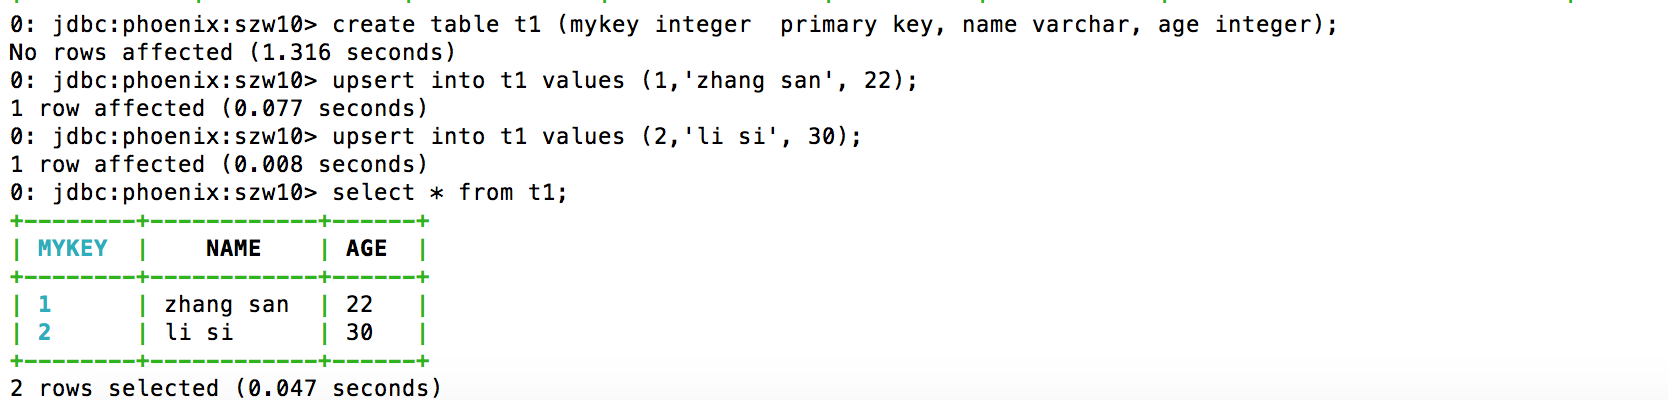 0: jdbc:phoenix:szw10> create table t1 (mykey integer  primary key, name varchar, age integer);
No rows affected (1.316 seconds)
0: jdbc:phoenix:szw10> upsert into t1 values (1,'zhang san', 22);
1 row affected (0.077 seconds)
0: jdbc:phoenix:szw10> upsert into t1 values (2,'li si', 30);
1 row affected (0.008 seconds)
0: jdbc:phoenix:szw10> select * from t1;
+--------+------------+------+
| MYKEY  |    NAME    | AGE  |
+--------+------------+------+
| 1      | zhang san  | 22   |
| 2      | li si      | 30   |
+--------+------------+------+
2 rows selected (0.047 seconds)